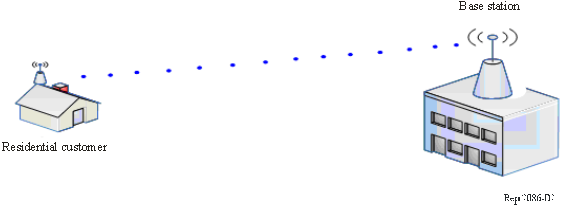 Base station
Residential customer